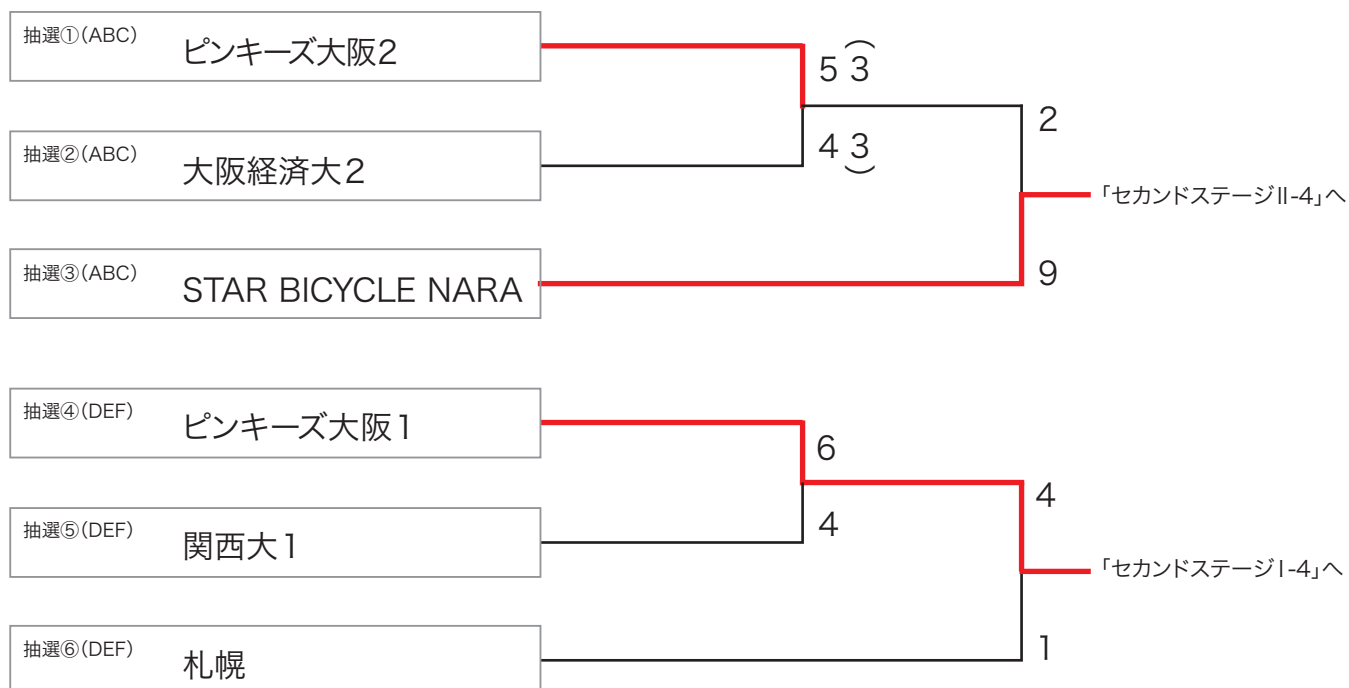 抽選①(ABC) ピンキーズ大阪2
抽選②(ABC) 大阪経済大2
抽選③(ABC) STAR BICYCLE NARA
5(3
4 3)
2
9
「セカンドステージⅡ-4」へ
抽選④(DEF) ピンキーズ大阪1
抽選⑤(DEF) 関西大1
抽選⑥(DEF) 札幌
6
4
4
1
「セカンドステージⅠ-4」へ